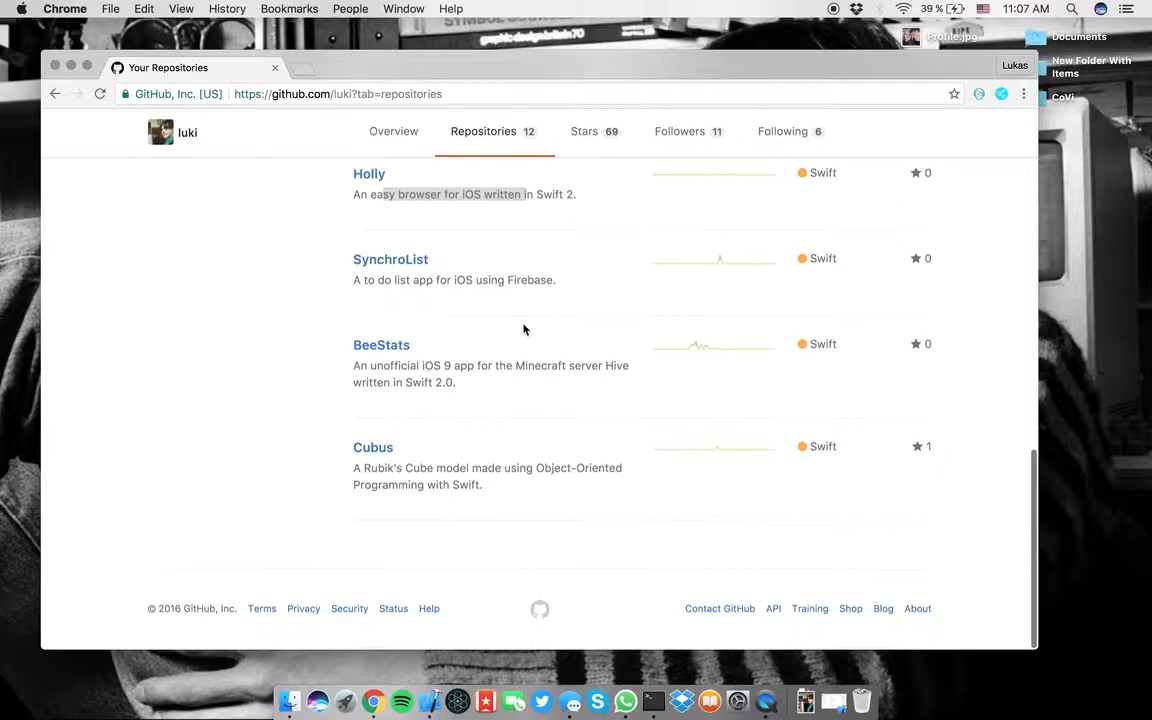 Chrome File Edit View History Bookmarks People Window Help 39 % 11:07 AM
graphic design britain 70
Profile.jpg Documents
New Folder With Items
CoVi
Your Repositories × Lukas
GitHub, Inc. [US] https://github.com/luki?tab=repositories
luki Overview Repositories 12 Stars 69 Followers 11 Following 6
Holly Swift 0
An easy browser for iOS written in Swift 2.
SynchroList Swift 0
A to do list app for iOS using Firebase.
BeeStats Swift 0
An unofficial iOS 9 app for the Minecraft server Hive
written in Swift 2.0.
Cubus Swift 1
A Rubik's Cube model made using Object-Oriented
Programming with Swift.
© 2016 GitHub, Inc. Terms Privacy Security Status Help Contact GitHub API Training Shop Blog About